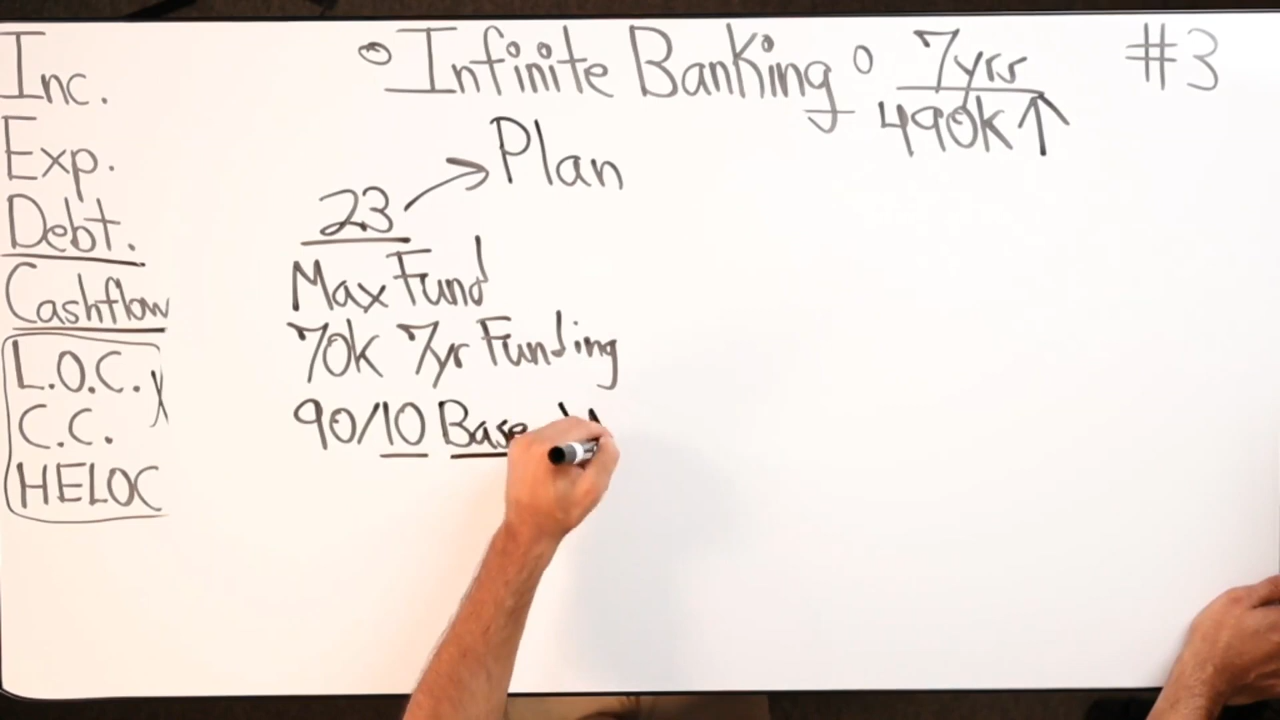 Inc.
Exp.
Debt.
Cashflow
L.O.C.
C.C.
HELOC
Infinite Banking
7yrs
490k↑
#3
Plan
23
Max Fund
70k 7yr Funding
90/10 Base